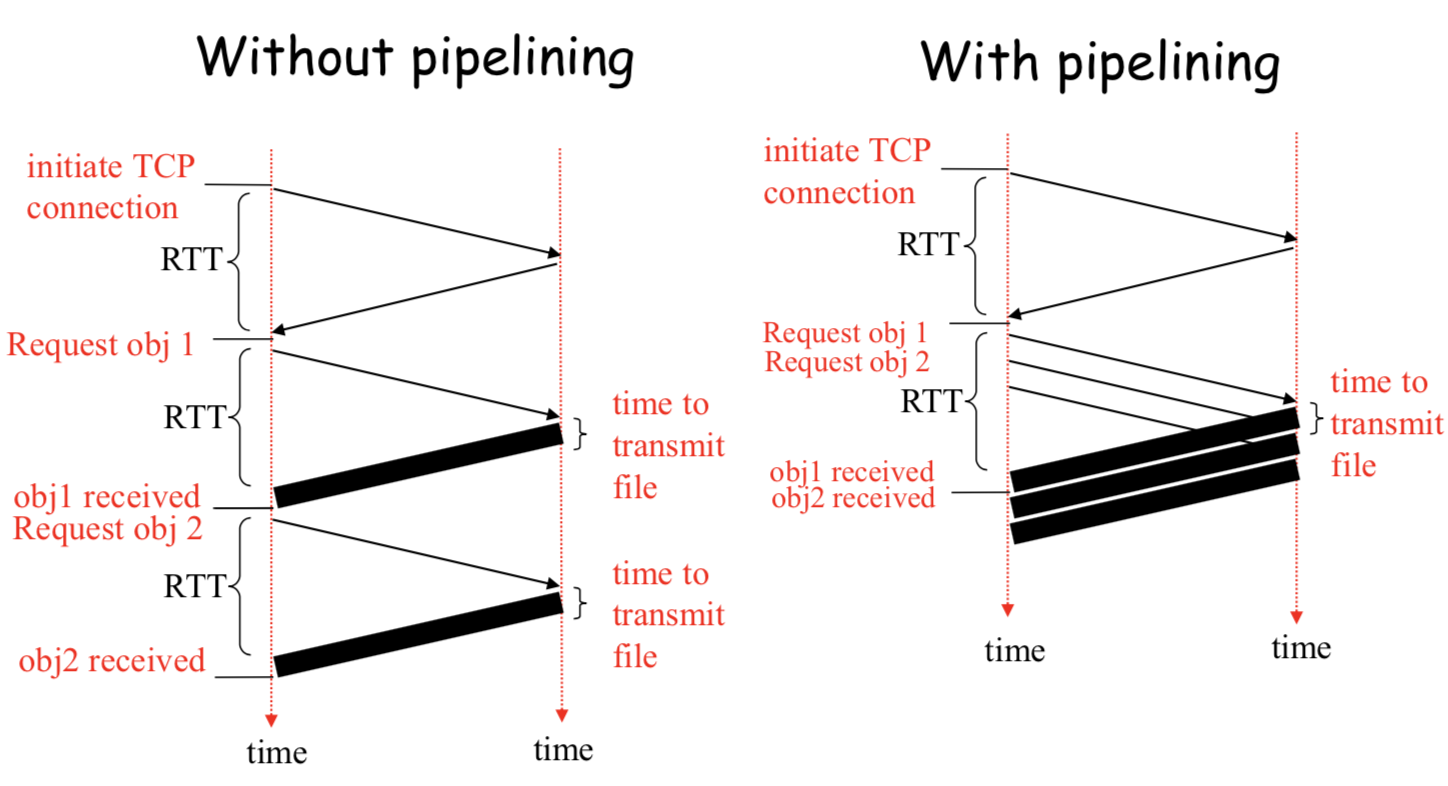 Without pipelining
initiate TCP
connection
RTT
Request obj 1
RTT
time to
transmit
file
obj1 received
Request obj 2
RTT
time to
transmit
file
obj2 received
time
time
With pipelining
initiate TCP
connection
RTT
Request obj 1
Request obj 2
RTT
time to
transmit
file
obj1 received
obj2 received
time
time